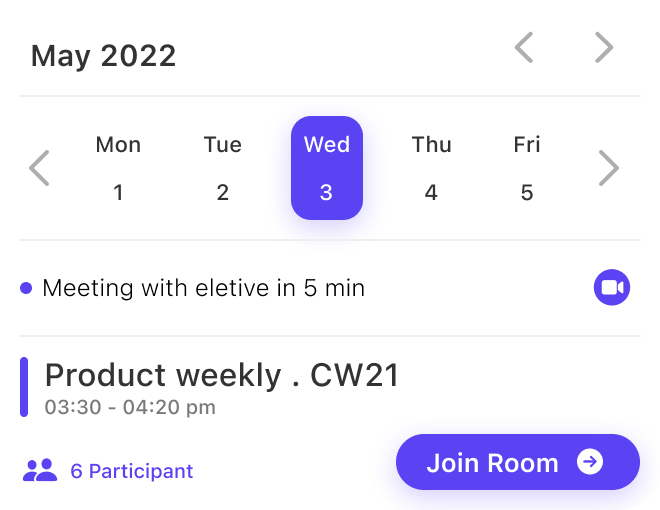 May 2022
Mon Tue Wed Thu Fri
1 2 3 4 5
Meeting with eletive in 5 min
Product weekly . CW21
03:30 - 04:20 pm
6 Participant
Join Room